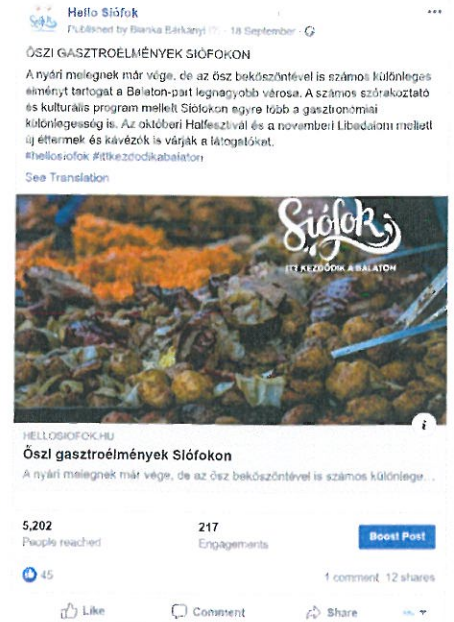 Hello Siófok
Published by Bianka Bárkányi · 18 September ·
ŐSZI GASZTROÉLMÉNYEK SIÓFOKON
A nyári melegnek már vége, de az ősz beköszöntével is számos különleges
élményt tartogat a Balaton-part legnagyobb városa. A számos szórakoztató
és kulturális program mellett Siófokon egyre több a gasztronómiai
különlegesség is. Az októberi Halfesztivál és a novemberi Libadalom mellett
új éttermek és kávézók is várják a látogatókat.
#hellosiofok #ittkezdodikabalaton
See Translation
Siófok
ITT KEZDŐDIK A BALATON
i
HELLOSIOFOK.HU
Őszi gasztroélmények Siófokon
A nyári melegnek már vége, de az ősz beköszöntével is számos különlege...
5,202
People reached
217
Engagements
Boost Post
45
1 comment 12 shares
Like Comment Share